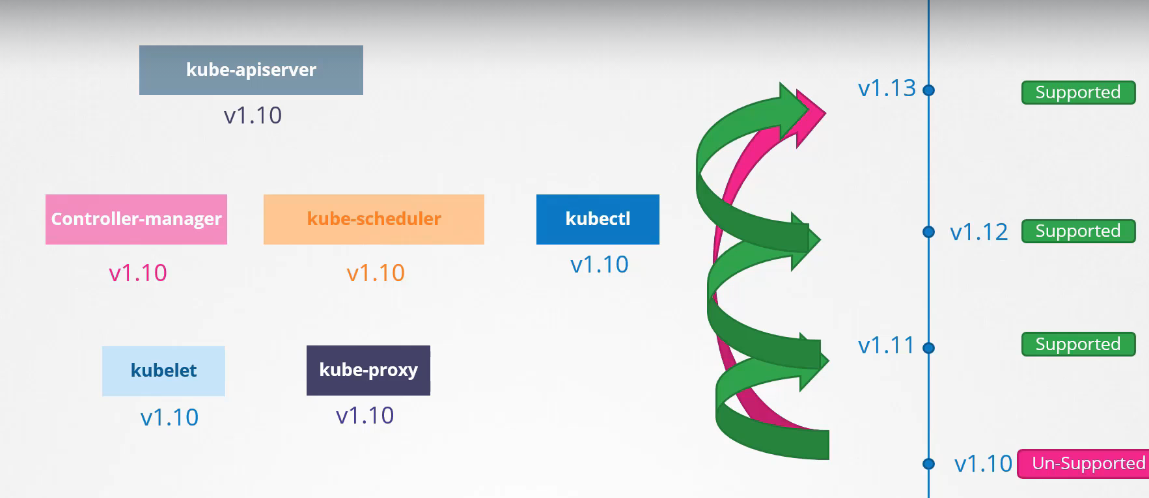 kube-apiserver
v1.10
Controller-manager
v1.10
kube-scheduler
v1.10
kubectl
v1.10
kubelet
v1.10
kube-proxy
v1.10
v1.13
Supported
v1.12
Supported
v1.11
Supported
v1.10
Un-Supported